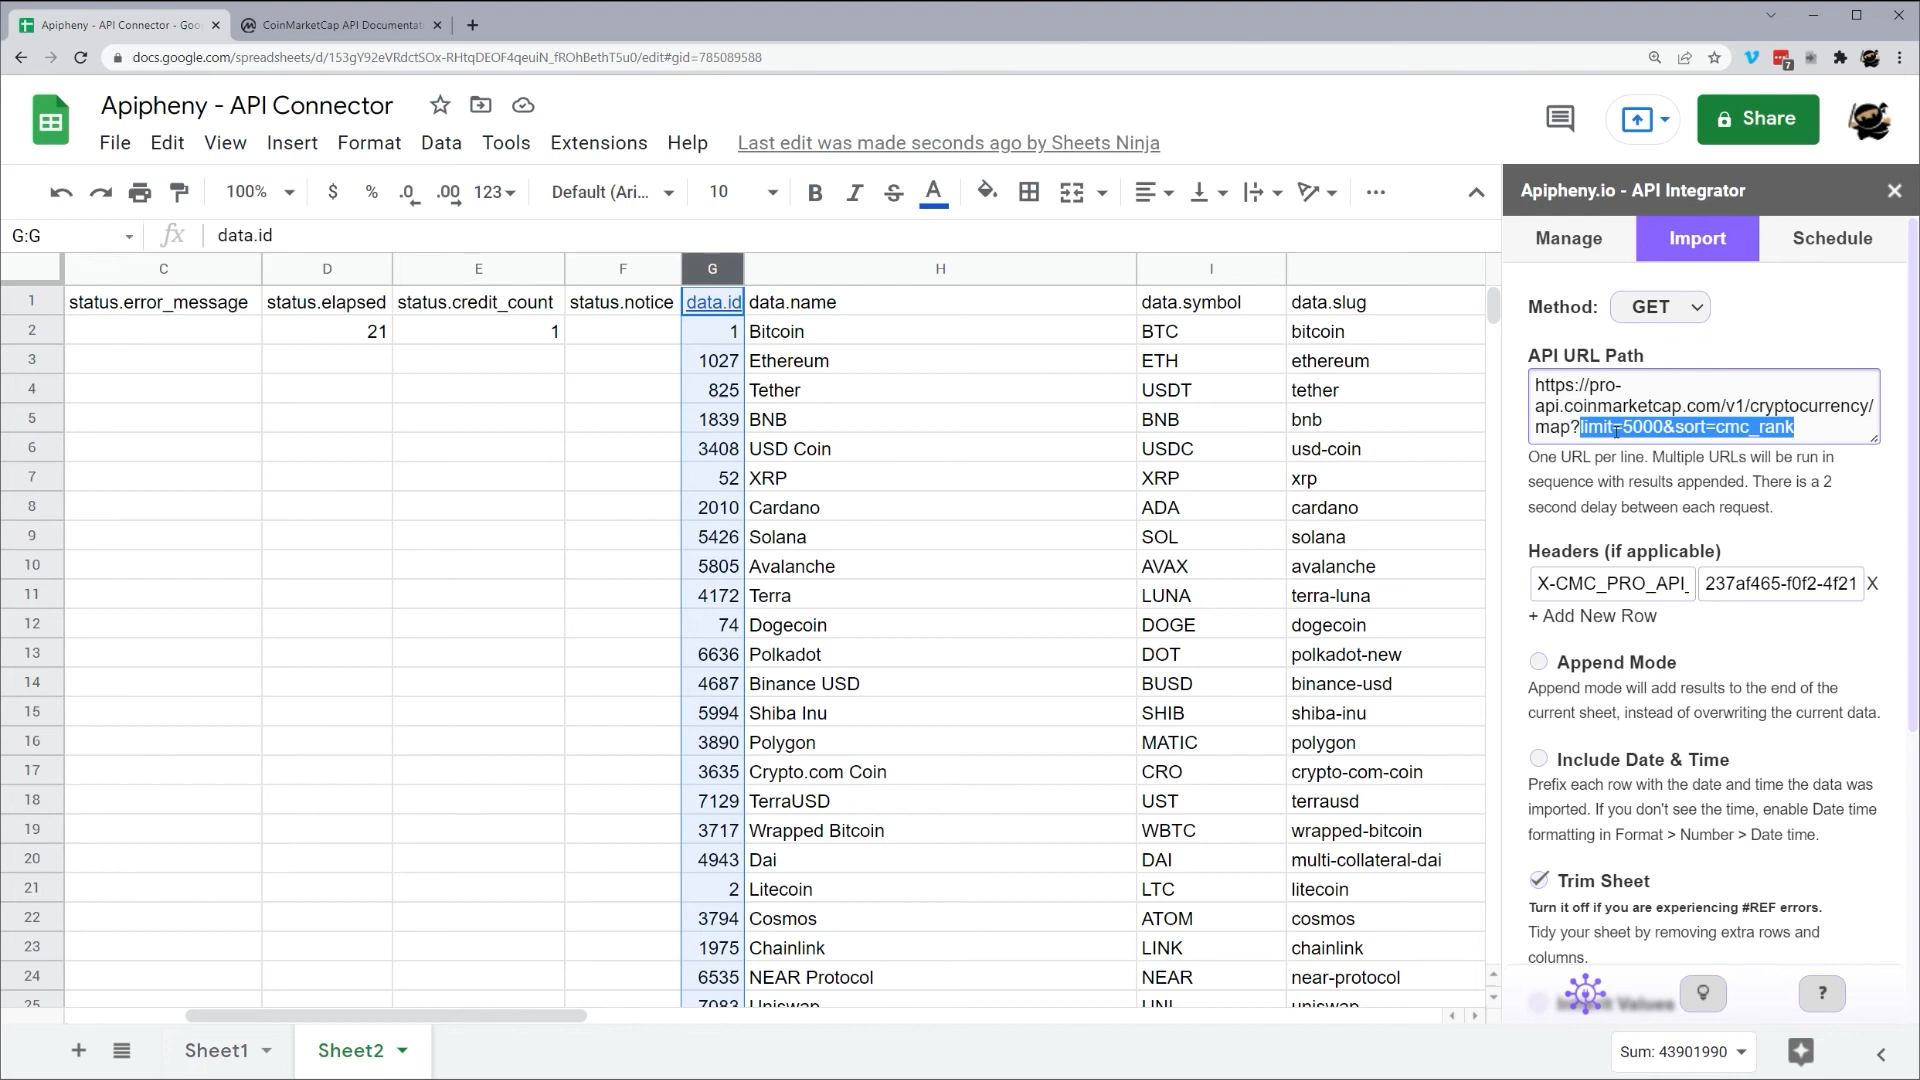 Apipheny - API Connector - Goo
CoinMarketCap API Documentat
docs.google.com/spreadsheets/d/153gY92eVRdctSOx-RHtqDEOF4qeuiN_fROhBethT5u0/edit#gid=785089588
7
Apipheny - API Connector
File Edit View Insert Format Data Tools Extensions Help Last edit was made seconds ago by Sheets Ninja
Share
100% $ % .0 .00 123 Default (Ari... 10 B I S A
G:G fx data.id
C D E F G H I
1 status.error_message status.elapsed status.credit_count status.notice data.id data.name data.symbol data.slug
2 21 1 1 Bitcoin BTC bitcoin
3 1027 Ethereum ETH ethereum
4 825 Tether USDT tether
5 1839 BNB BNB bnb
6 3408 USD Coin USDC usd-coin
7 52 XRP XRP xrp
8 2010 Cardano ADA cardano
9 5426 Solana SOL solana
10 5805 Avalanche AVAX avalanche
11 4172 Terra LUNA terra-luna
12 74 Dogecoin DOGE dogecoin
13 6636 Polkadot DOT polkadot-new
14 4687 Binance USD BUSD binance-usd
15 5994 Shiba Inu SHIB shiba-inu
16 3890 Polygon MATIC polygon
17 3635 Crypto.com Coin CRO crypto-com-coin
18 7129 TerraUSD UST terrausd
19 3717 Wrapped Bitcoin WBTC wrapped-bitcoin
20 4943 Dai DAI multi-collateral-dai
21 2 Litecoin LTC litecoin
22 3794 Cosmos ATOM cosmos
23 1975 Chainlink LINK chainlink
24 6535 NEAR Protocol NEAR near-protocol
25 7083 Uniswap UNI uniswap
Sheet1 Sheet2 Sum: 43901990
Apipheny.io - API Integrator
Manage Import Schedule
Method: GET
API URL Path
https://pro-
api.coinmarketcap.com/v1/cryptocurrency/
map?limit=5000&sort=cmc_rank
One URL per line. Multiple URLs will be run in
sequence with results appended. There is a 2
second delay between each request.
Headers (if applicable)
X-CMC_PRO_API_ 237af465-f0f2-4f21 X
+ Add New Row
Append Mode
Append mode will add results to the end of the
current sheet, instead of overwriting the current data.
Include Date & Time
Prefix each row with the date and time the data was
imported. If you don't see the time, enable Date time
formatting in Format > Number > Date time.
Trim Sheet
Turn it off if you are experiencing #REF errors.
Tidy your sheet by removing extra rows and
columns.
Values
?